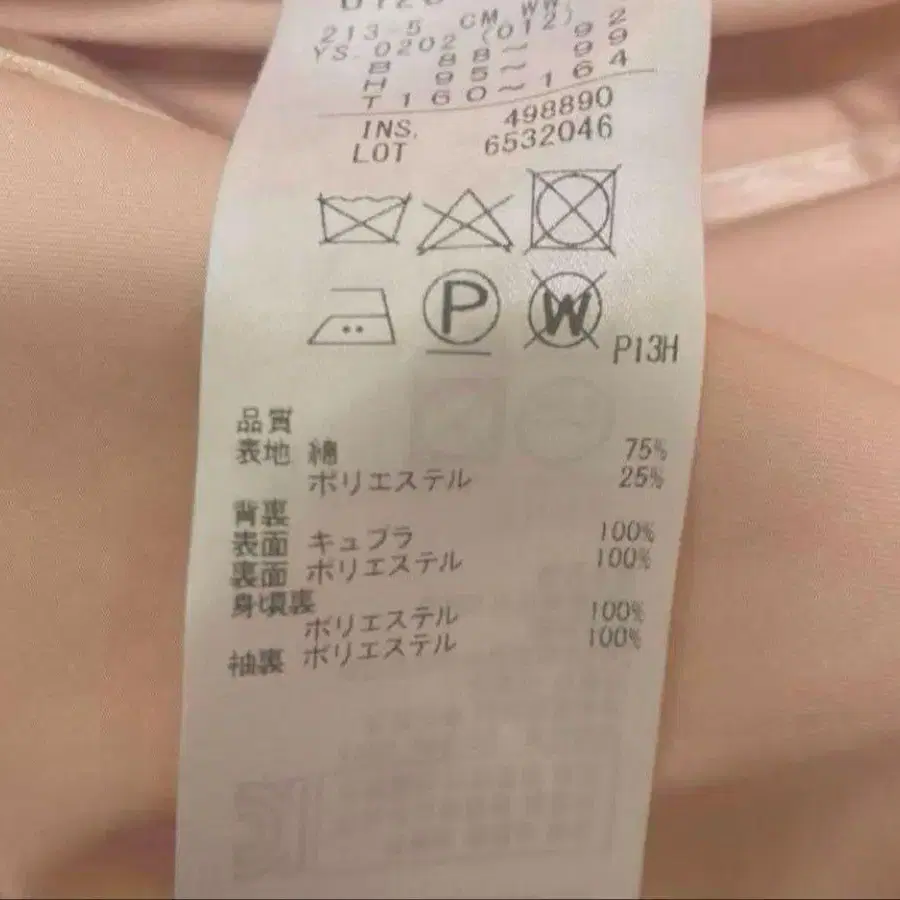 213-5 CM WW
YS.0202 (012)
B 88~92
H 95~99
T 160~164
INS. 498890
LOT 6532046
P
W
P13H
品質
表地 綿 75%
ポリエステル 25%
背裏
表面 キュプラ 100%
裏面 ポリエステル 100%
身頃裏
ポリエステル 100%
袖裏 ポリエステル 100%